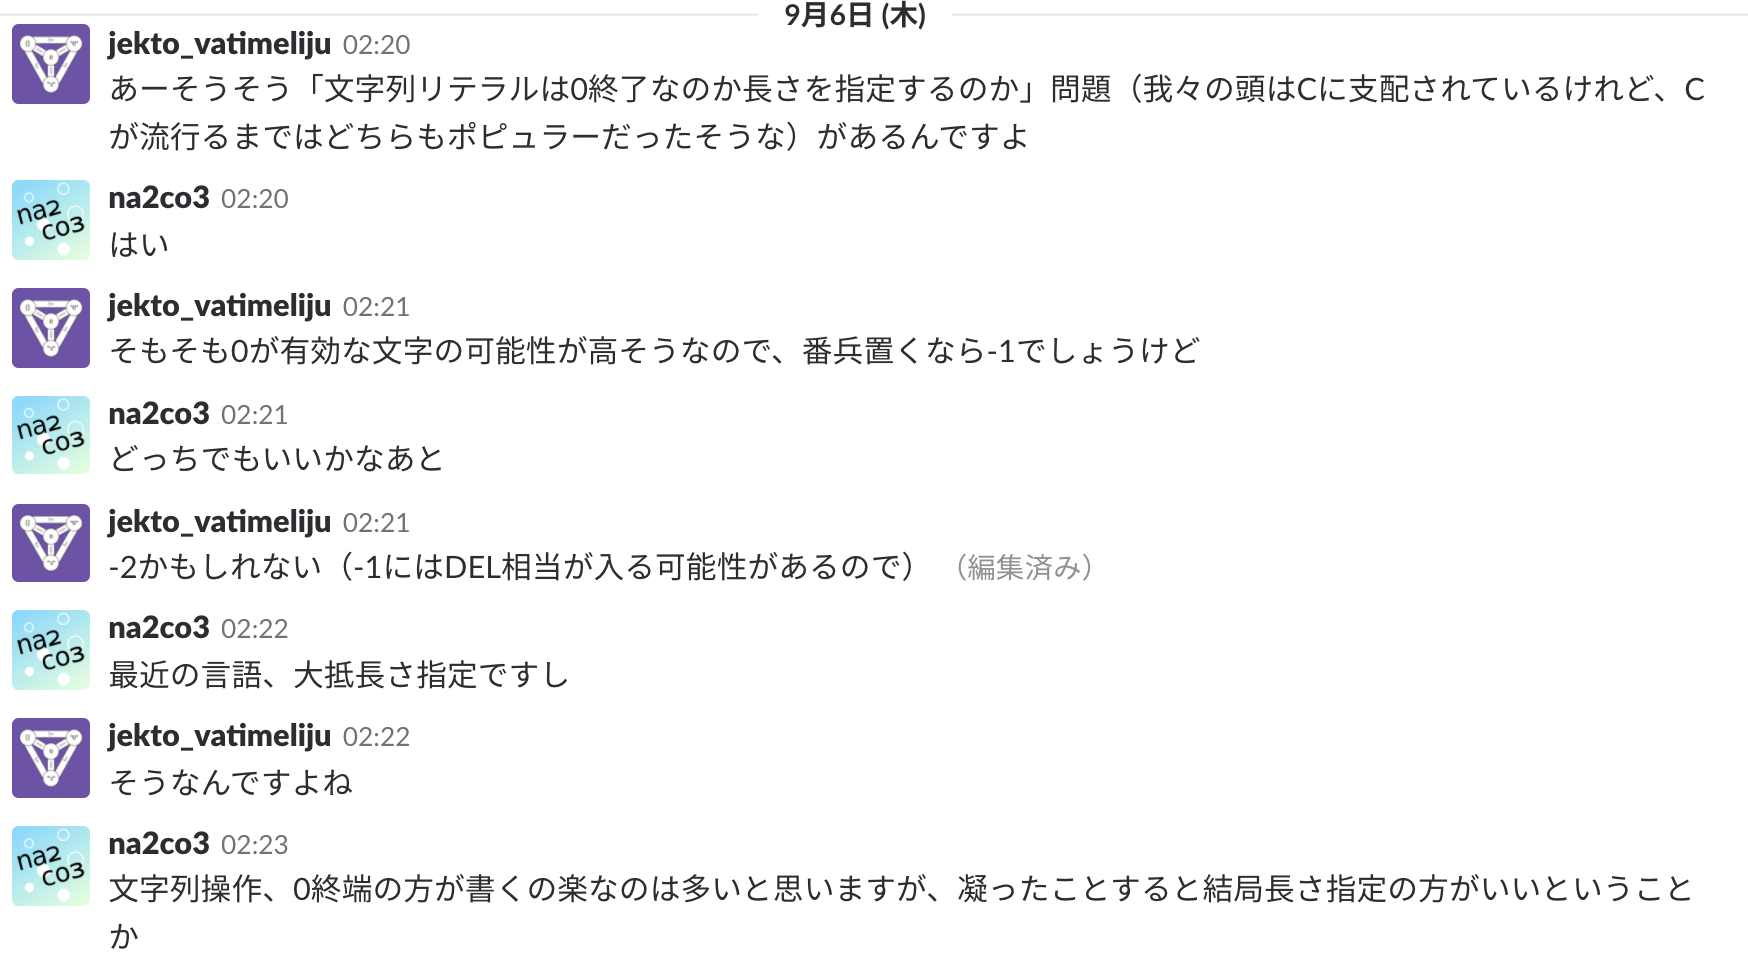 9月6日 (木)
jekto_vatimeliju 02:20
あーそうそう「文字列リテラルは0終了なのか長さを指定するのか」問題（我々の頭はCに支配されているけれど、C
が流行るまではどちらもポピュラーだったそうな）があるんですよ
na2co3 02:20
はい
jekto_vatimeliju 02:21
そもそも0が有効な文字の可能性が高そうなので、番兵置くなら-1でしょうけど
na2co3 02:21
どっちでもいいかなあと
jekto_vatimeliju 02:21
-2かもしれない（-1にはDEL相当が入る可能性があるので） （編集済み）
na2co3 02:22
最近の言語、大抵長さ指定ですし
jekto_vatimeliju 02:22
そうなんですよね
na2co3 02:23
文字列操作、0終端の方が書くの楽なのは多いと思いますが、凝ったことすると結局長さ指定の方がいいということ
か